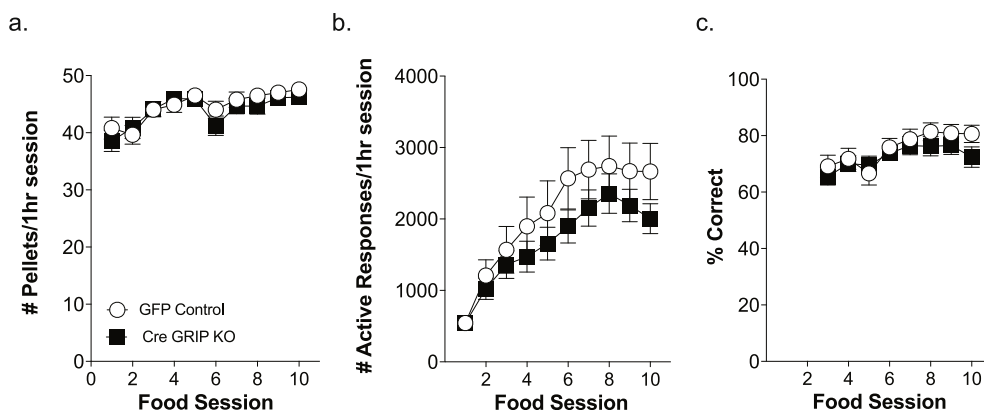 a.
# Pellets/1hr session
50
40
30
20
10
0
GFP Control
Cre GRIP KO
0 2 4 6 8 10
Food Session
b.
# Active Responses/1hr session
4000
3000
2000
1000
0
2 4 6 8 10
Food Session
c.
% Correct
100
80
60
40
20
0
2 4 6 8 10
Food Session